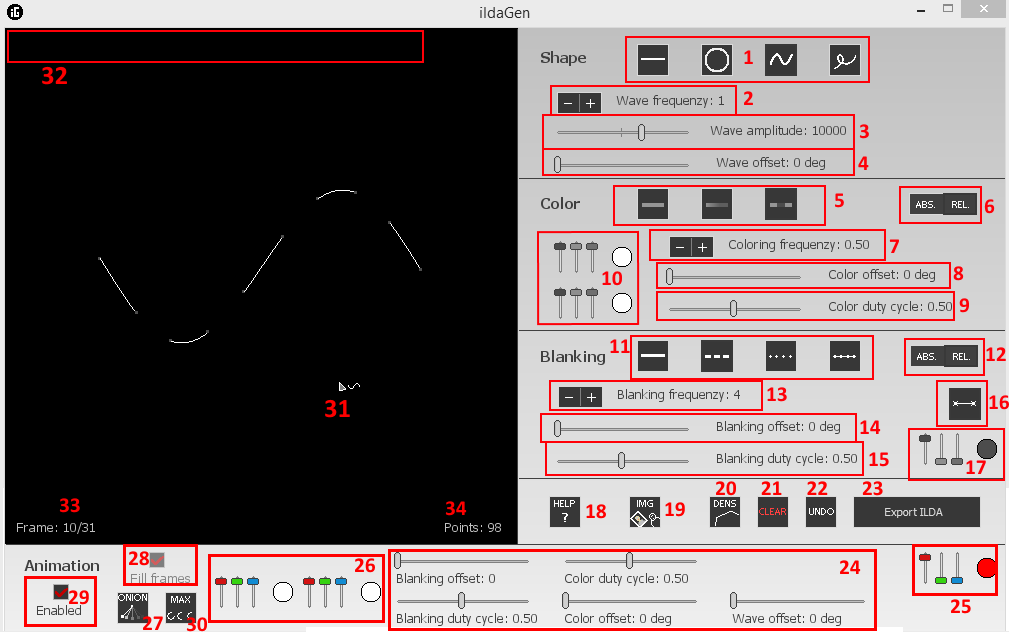 ildaGen
32
Shape
1
Wave frequenzy: 1
2
Wave amplitude: 10000
3
Wave offset: 0 deg
4
Color
5
ABS. REL.
6
Coloring frequenzy: 0.50
7
10
Color offset: 0 deg
8
Color duty cycle: 0.50
9
Blanking
11
ABS. REL.
12
Blanking frequenzy: 4
13
16
31
Blanking offset: 0 deg
14
Blanking duty cycle: 0.50
15
17
33
Frame: 10/31
34
Points: 98
HELP
?
18
IMG
19
20
DENS
21
CLEAR
22
UNDO
23
Export ILDA
Animation
28
Fill frames
29
Enabled
ONION
27
MAX
C C C
30
26
24
Blanking offset: 0
Color duty cycle: 0.50
Blanking duty cycle: 0.50
Color offset: 0 deg
Wave offset: 0 deg
25